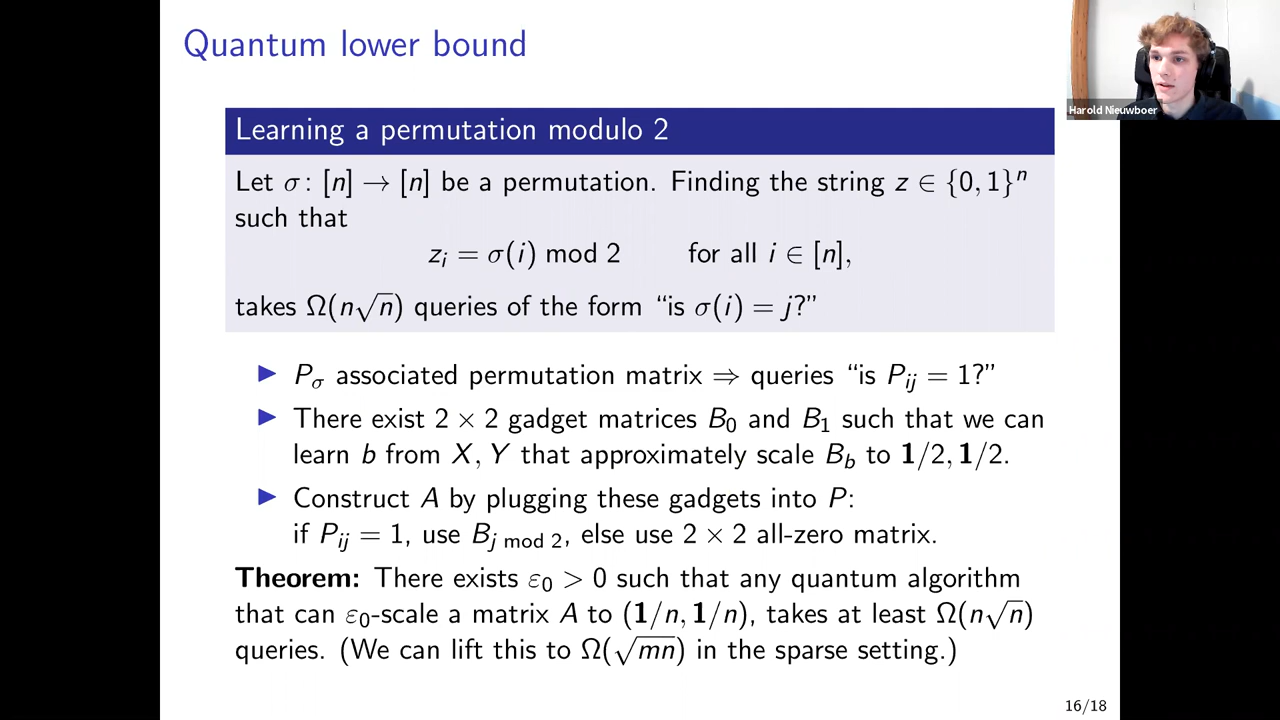 Quantum lower bound
Harold Nieuwboer
Learning a permutation modulo 2
Let σ: [n] → [n] be a permutation. Finding the string z ∈ {0, 1}ⁿ
such that
zᵢ = σ(i) mod 2 for all i ∈ [n],
takes Ω(n√n) queries of the form “is σ(i) = j?”
▶ P_σ associated permutation matrix ⇒ queries “is P_ij = 1?”
▶ There exist 2 × 2 gadget matrices B₀ and B₁ such that we can
learn b from X, Y that approximately scale B_b to 1/2, 1/2.
▶ Construct A by plugging these gadgets into P:
if P_ij = 1, use B_j mod 2, else use 2 × 2 all-zero matrix.
Theorem: There exists ε₀ > 0 such that any quantum algorithm
that can ε₀-scale a matrix A to (1/n, 1/n), takes at least Ω(n√n)
queries. (We can lift this to Ω(√mn) in the sparse setting.)
16/18